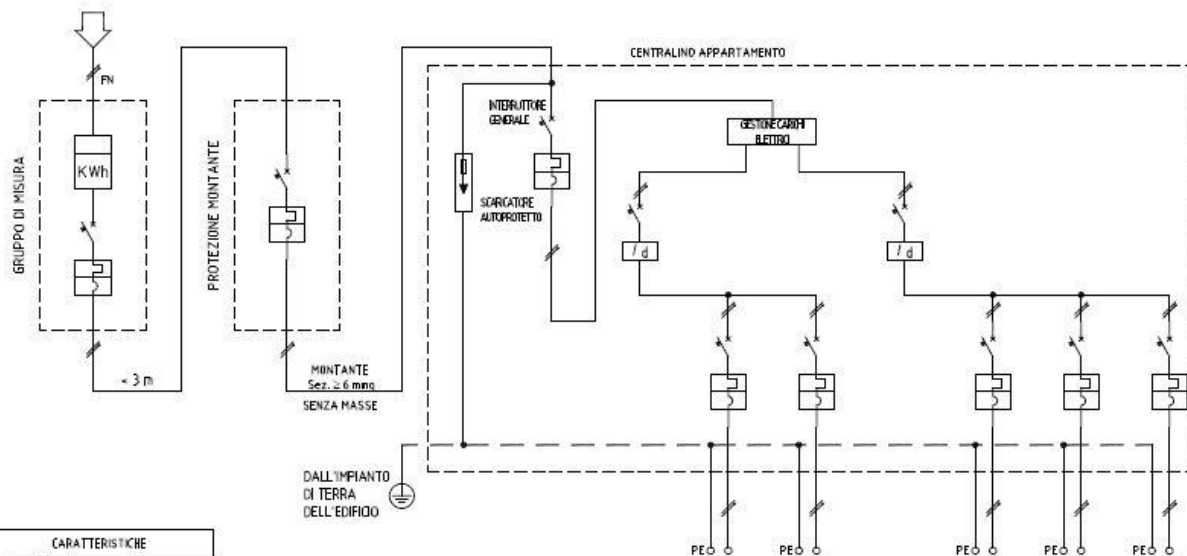 CENTRALINO APPARTAMENTO
FN
GRUPPO DI MISURA
KWh
PROTEZIONE MONTANTE
INTERRUTTORE
GENERALE
GESTIONE CARICHI
ELETTRICI
SCARICATORE
AUTOPROTETTO
I d
I d
< 3 m
MONTANTE
Sez. ≥ 6 mmq
SENZA MASSE
DALL'IMPIANTO
DI TERRA
DELL'EDIFICIO
CARATTERISTICHE
PE
PE
PE
PE
PE